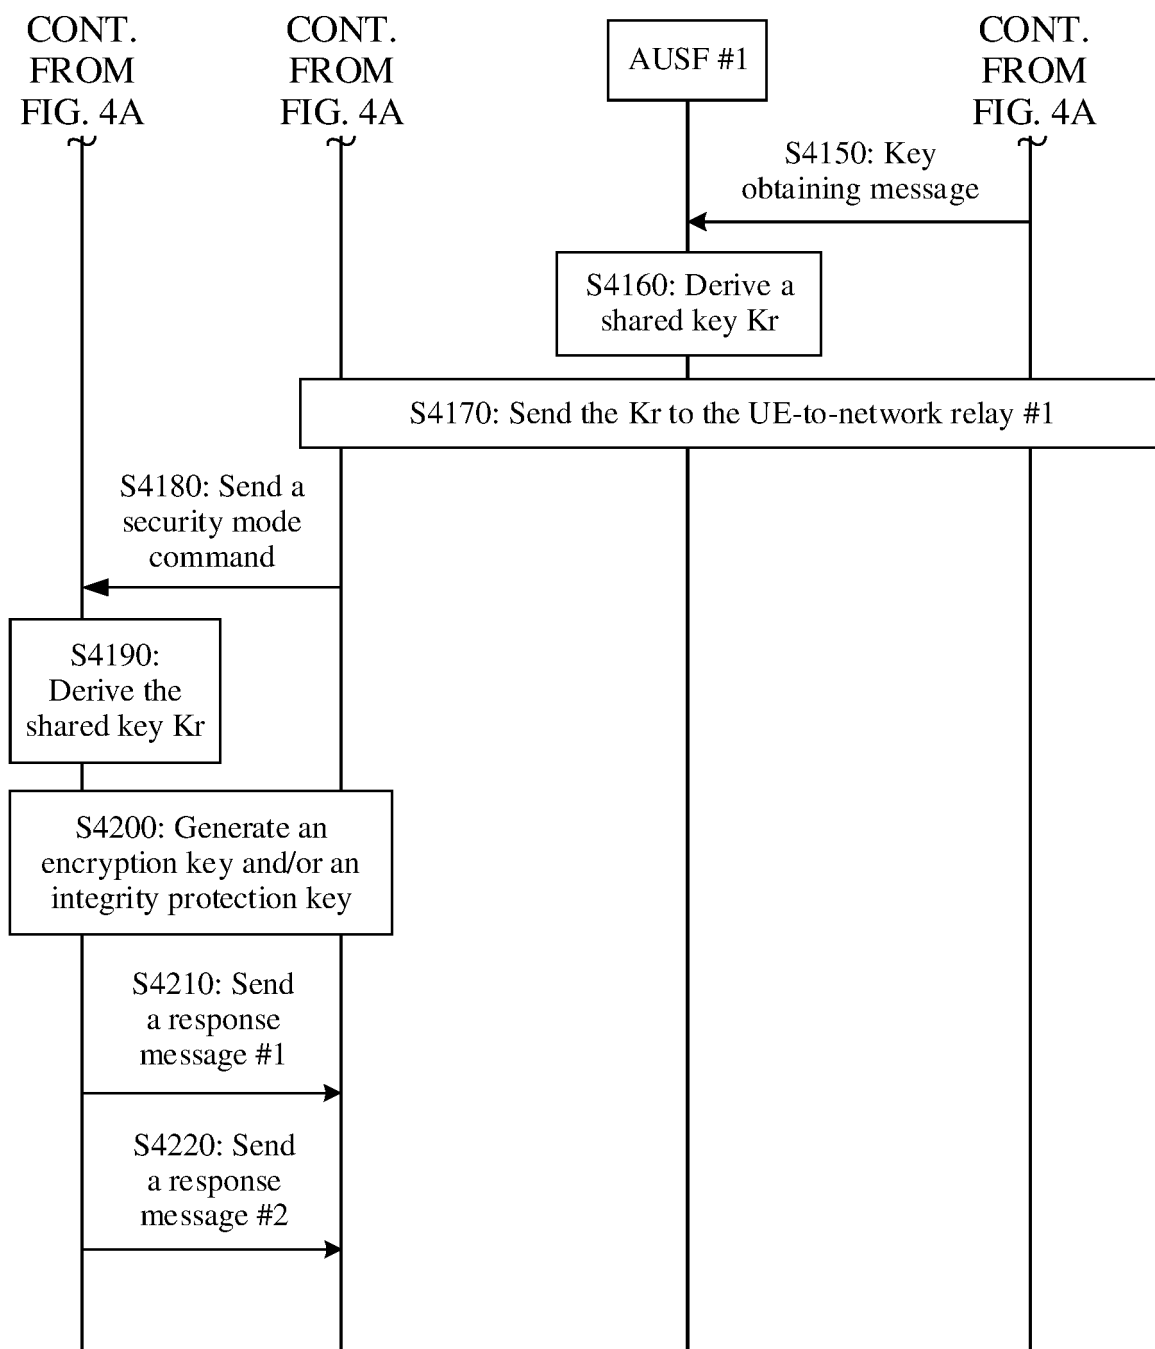 CONT.
FROM
FIG. 4A
CONT.
FROM
FIG. 4A
AUSF #1
CONT.
FROM
FIG. 4A
S4150: Key
obtaining message
S4160: Derive a
shared key Kr
S4170: Send the Kr to the UE-to-network relay #1
S4180: Send a
security mode
command
S4190:
Derive the
shared key Kr
S4200: Generate an
encryption key and/or an
integrity protection key
S4210: Send
a response
message #1
S4220: Send
a response
message #2